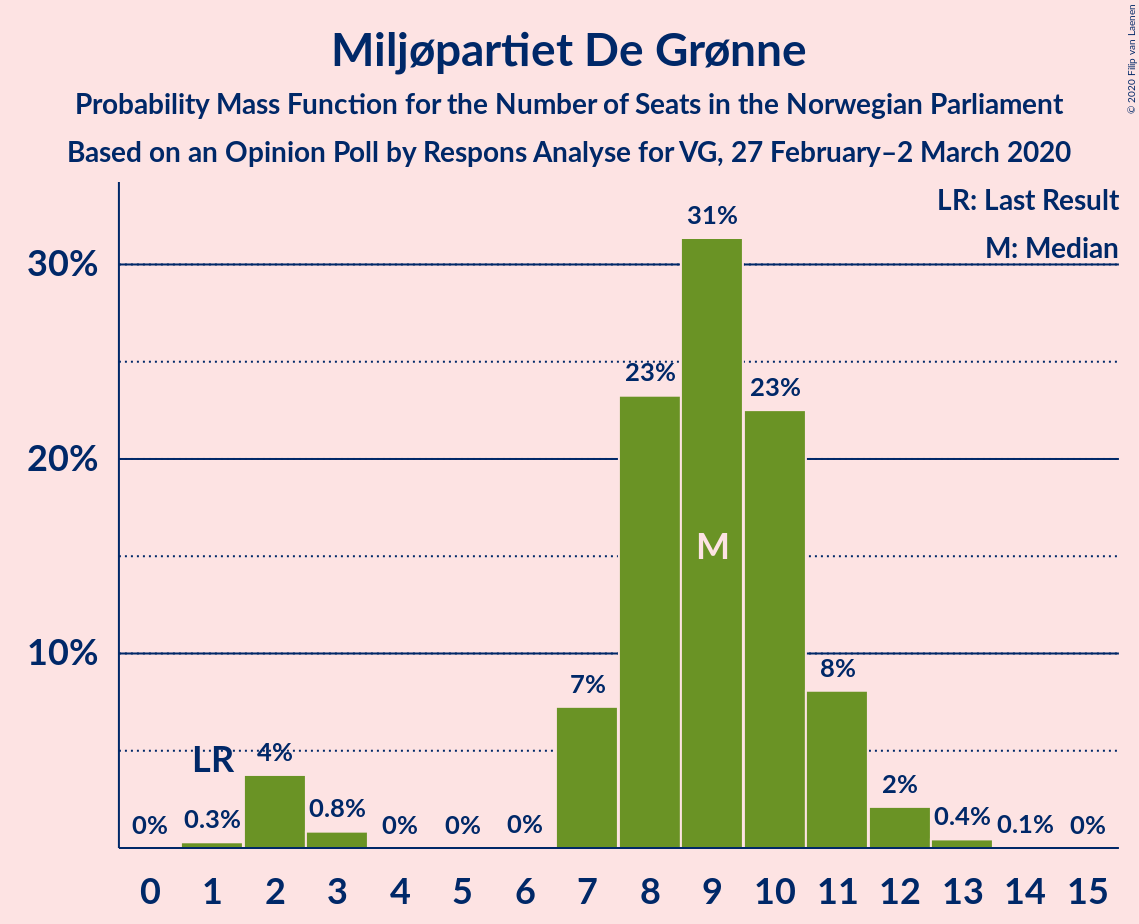 Miljøpartiet De Grønne
Probability Mass Function for the Number of Seats in the Norwegian Parliament
Based on an Opinion Poll by Respons Analyse for VG, 27 February–2 March 2020
© 2020 Filip van Laenen
LR: Last Result
M: Median
30%
20%
10%
0%
LR
0.3%
4%
0.8%
0%
0%
0%
7%
23%
31%
M
23%
8%
2%
0.4%
0.1%
0%
0 1 2 3 4 5 6 7 8 9 10 11 12 13 14 15